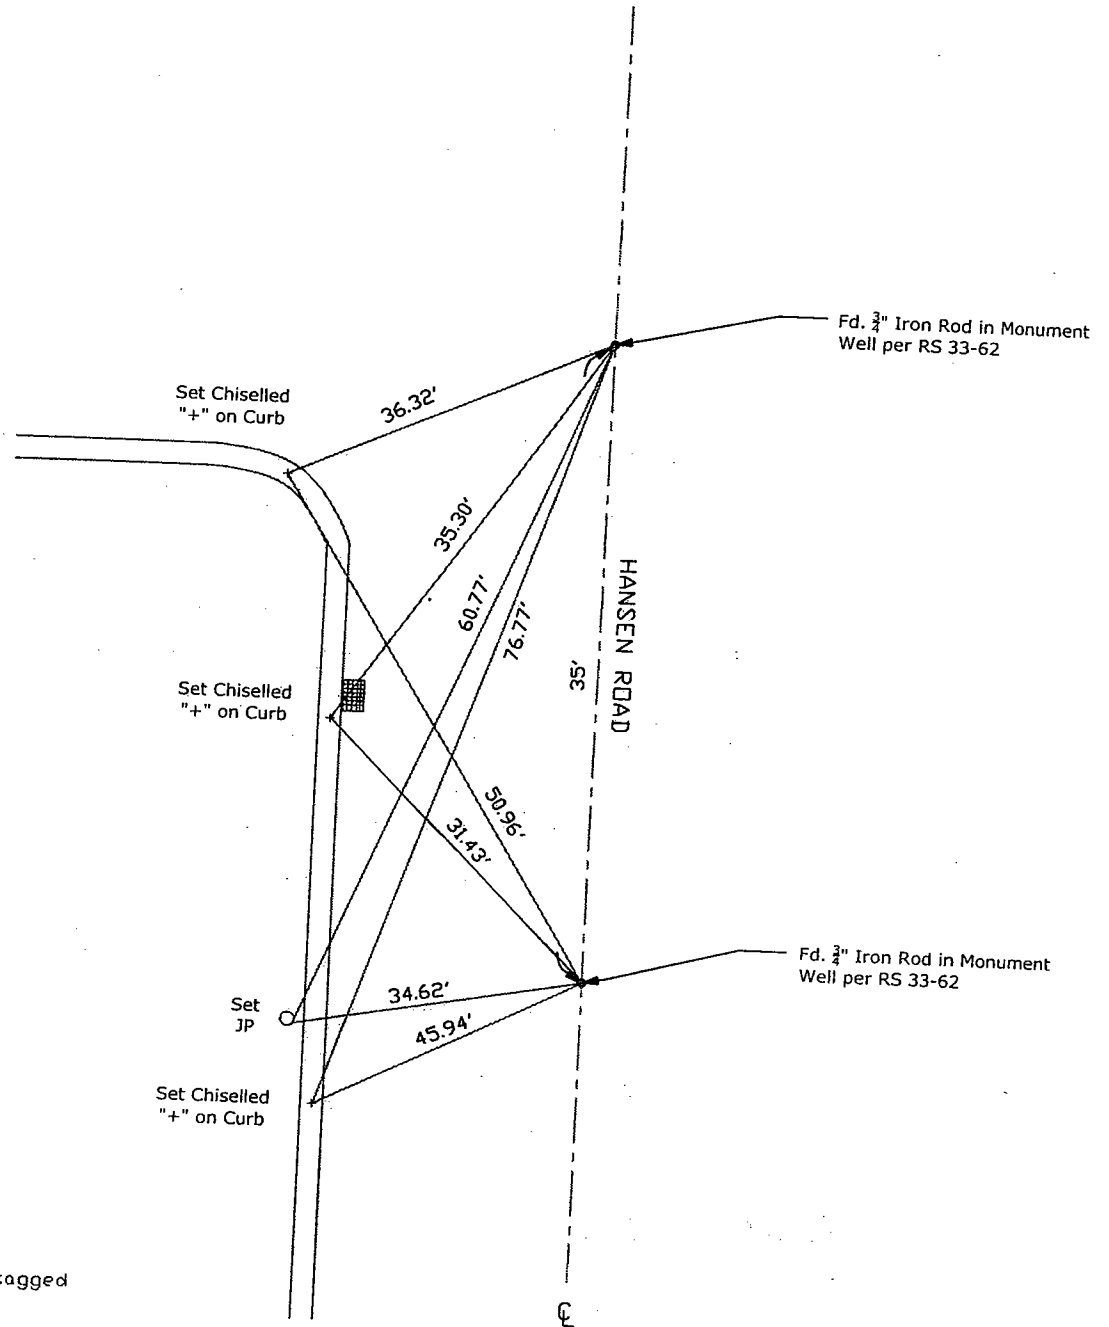 Fd. 3/4" Iron Rod in Monument
Well per RS 33-62
Set Chiselled
"+" on Curb
36.32'
35.30'
60.77'
76.77'
HANSEN ROAD
35'
Set Chiselled
"+" on Curb
50.96'
31.43'
Fd. 3/4" Iron Rod in Monument
Well per RS 33-62
Set
JP
34.62'
45.94'
Set Chiselled
"+" on Curb
tagged
℄